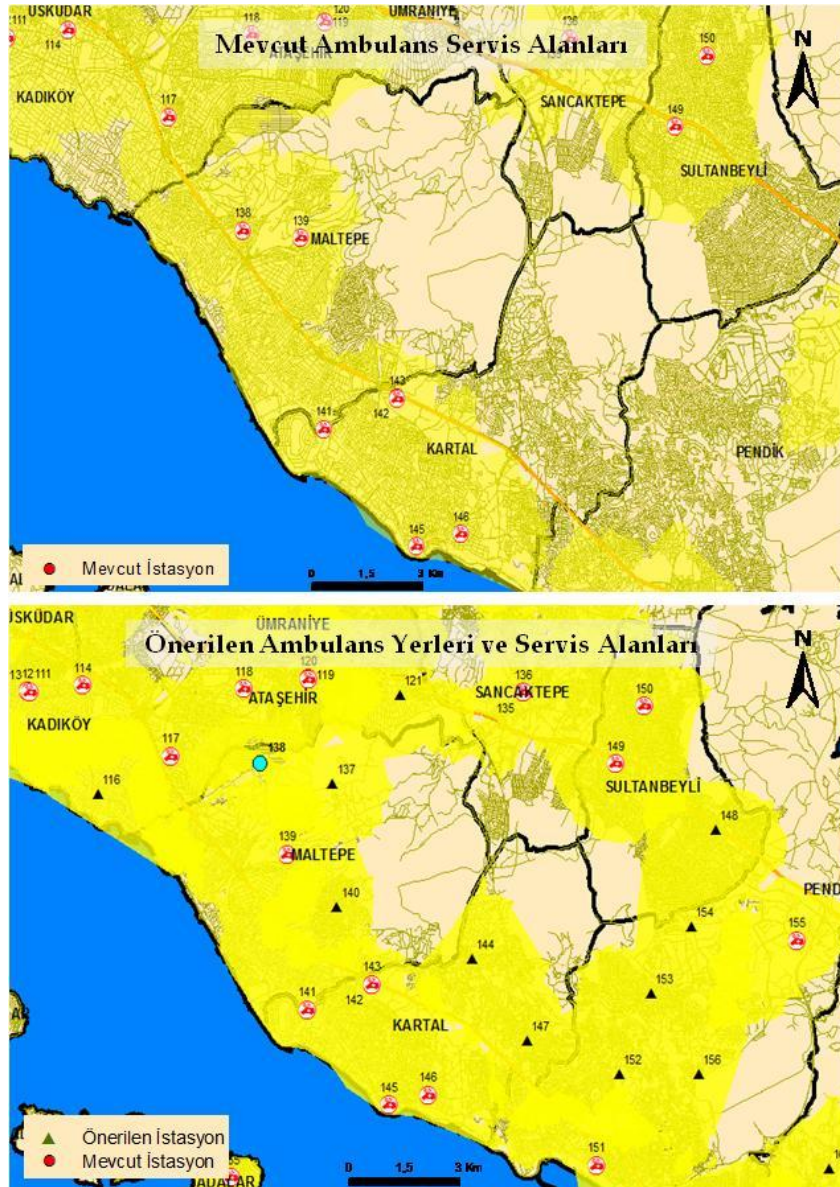 ÜSKÜDAR
120
ÜMRANİYE
136
111
114
118
119
150
Mevcut Ambulans Servis Alanları
N
ATAŞEHİR
KADIKÖY
SANCAKTEPE
117
149
SULTANBEYLİ
138
139
MALTEPE
143
142
141
KARTAL
PENDİK
145
146
Mevcut İstasyon
0 1,5 3 Km
ÜMRANİYE
Önerilen Ambulans Yerleri ve Servis Alanları
N
120
136
111
114
118
119
121
SANCAKTEPE
150
ATAŞEHİR
135
KADIKÖY
117
138
149
116
137
SULTANBEYLİ
148
139
MALTEPE
140
154
155
144
143
153
142
141
KARTAL
147
152
156
145
146
Önerilen İstasyon
Mevcut İstasyon
151
0 1,5 3 Km
ADALAR